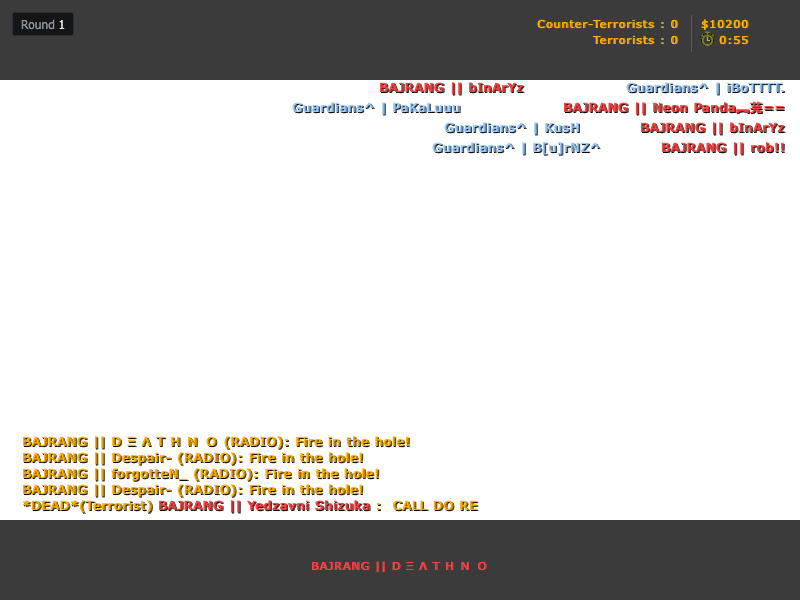 Round 1
Counter-Terrorists : 0 $10200
Terrorists : 0 0:55
BAJRANG || bInArYz Guardians^ | iBoTTTT.
Guardians^ | PaKaLuuu BAJRANG || Neon Panda︻芫==
Guardians^ | KusH BAJRANG || bInArYz
Guardians^ | B[u]rNZ^ BAJRANG || rob!!
BAJRANG || D Ξ Λ T H N O (RADIO): Fire in the hole!
BAJRANG || Despair- (RADIO): Fire in the hole!
BAJRANG || forgotteN_ (RADIO): Fire in the hole!
BAJRANG || Despair- (RADIO): Fire in the hole!
*DEAD*(Terrorist) BAJRANG || Yedzavni Shizuka : CALL DO RE
BAJRANG || D Ξ Λ T H N O